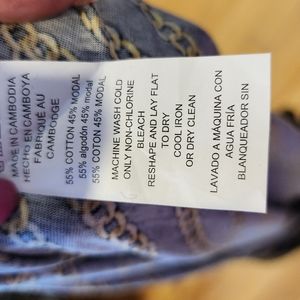 MADE IN CAMBODIA
HECHO EN CAMBOYA
FABRIQUÉ AU
CAMBODGE
55% COTTON 45% MODAL
55% algodón 45% modal
55% COTON 45% MODAL
MACHINE WASH COLD
ONLY NON-CHLORINE
BLEACH
RESHAPE AND LAY FLAT
TO DRY
COOL IRON
OR DRY CLEAN
LAVADO A MÁQUINA CON
AGUA FRÍA
BLANQUEADOR SIN